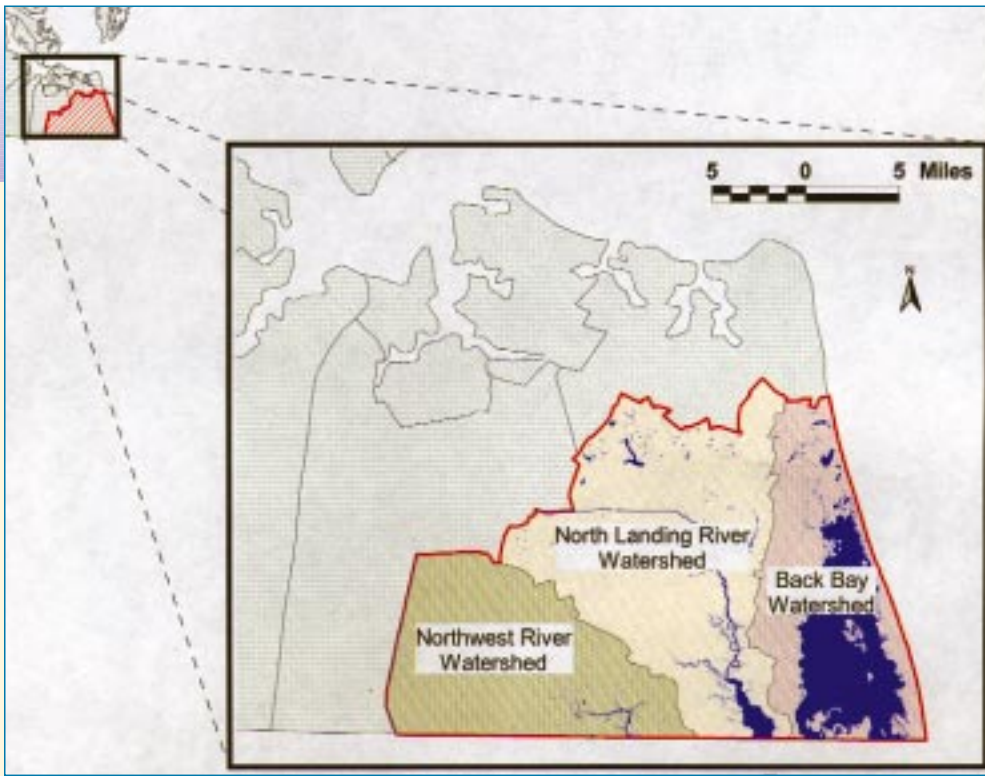 5 0 5 Miles
N
North Landing River
Watershed
Back Bay
Watershed
Northwest River
Watershed